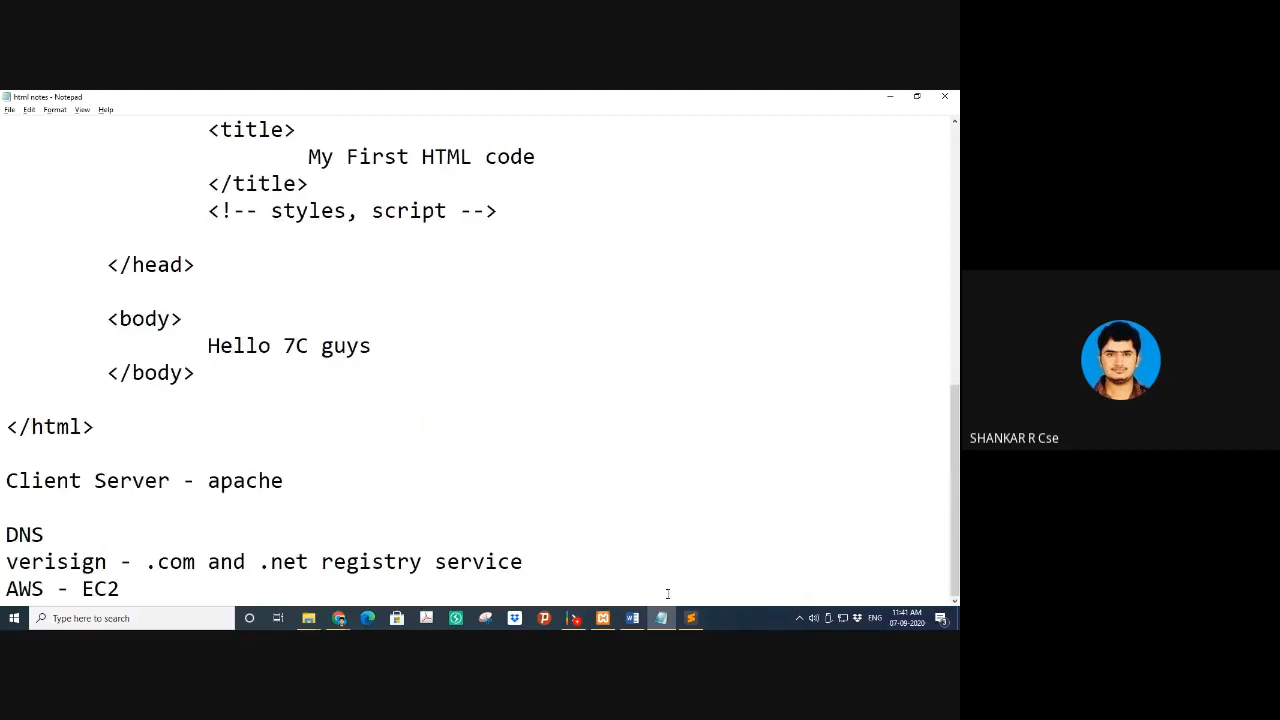 html notes - Notepad
File Edit Format View Help
<title>
My First HTML code
</title>
<!-- styles, script -->
</head>
<body>
Hello 7C guys
</body>
</html>
Client Server - apache
DNS
verisign - .com and .net registry service
AWS - EC2
SHANKAR R Cse
Type here to search
ENG
11:41 AM
07-09-2020